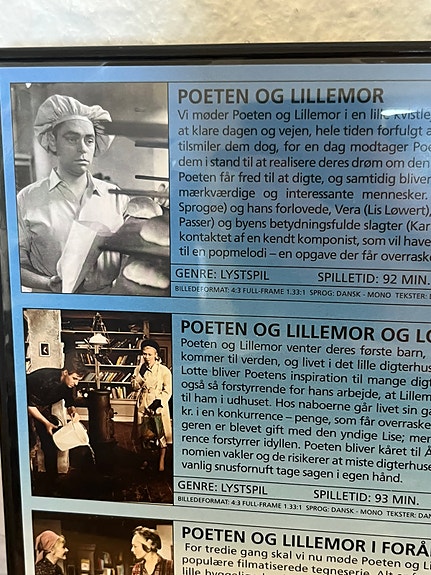 POETEN OG LILLEMOR
Vi møder Poeten og Lillemor i en lille kvistlej
at klare dagen og vejen, hele tiden forfulgt a
tilsmiler dem dog, for en dag modtager Poe
dem i stand til at realisere deres drøm om den
Poeten får fred til at digte, og samtidig bliver
mærkværdige og interessante mennesker.
Sprogøe) og hans forlovede, Vera (Lis Løwert),
Passer) og byens betydningsfulde slagter (Kar
kontaktet af en kendt komponist, som vil have
til en popmelodi – en opgave der får overraske
GENRE: LYSTSPIL SPILLETID: 92 MIN.
BILLEDEFORMAT: 4:3 FULL-FRAME 1.33:1 SPROG: DANSK - MONO TEKSTER:
POETEN OG LILLEMOR OG LO
Poeten og Lillemor venter deres første barn,
kommer til verden, og livet i det lille digterhus
Lotte bliver Poetens inspiration til mange digt
også så forstyrrende for hans arbejde, at Lillem
til ham i udhuset. Hos naboerne går livet sin ga
kr. i en konkurrence – penge, som får overraske
geren er blevet gift med den yndige Lise; mer
rence forstyrrer idyllen. Poeten bliver kåret til Å
nomien vakler og de risikerer at miste digterhuse
vanlig snusfornuft tage sagen i egen hånd.
GENRE: LYSTSPIL SPILLETID: 93 MIN.
BILLEDEFORMAT: 4:3 FULL-FRAME 1.33:1 SPROG: DANSK - MONO TEKSTER: DAN
POETEN OG LILLEMOR I FORÅ
For tredie gang skal vi nu møde Poeten og Li
populære filmatiserede tegneserie.